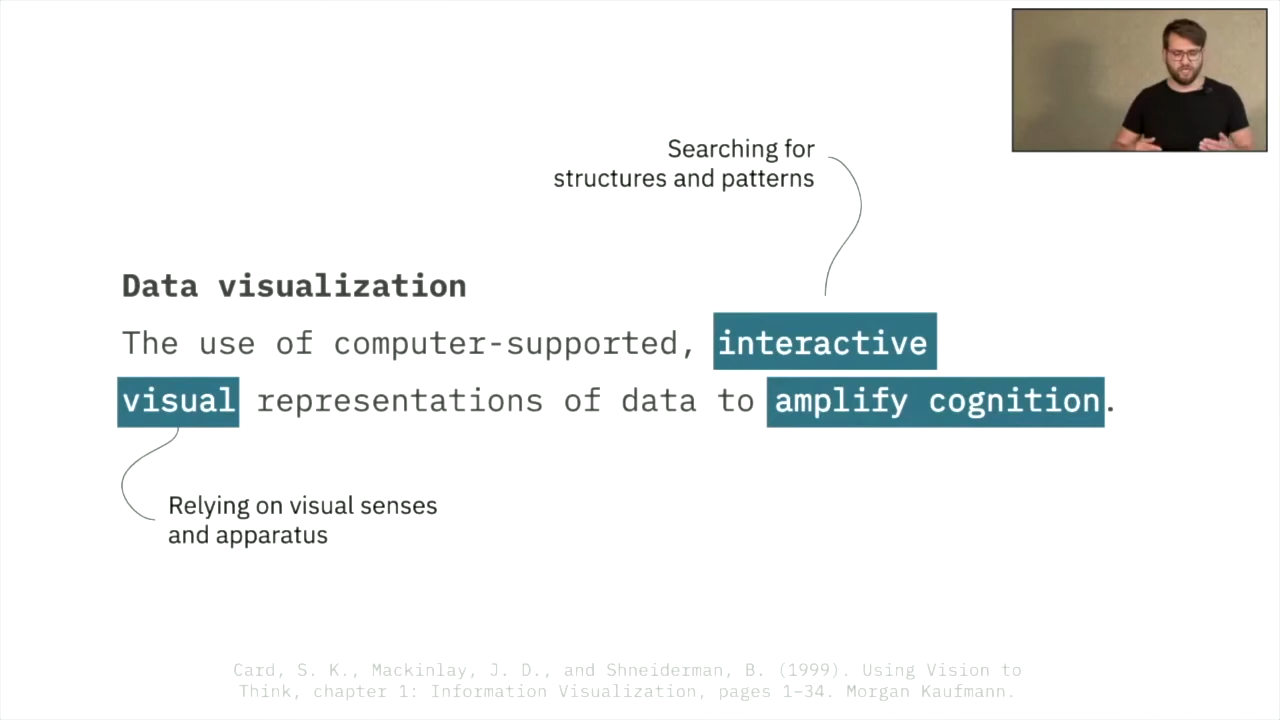 Searching for
structures and patterns
Data visualization
The use of computer-supported, interactive
visual representations of data to amplify cognition.
Relying on visual senses
and apparatus
Card, S. K., Mackinlay, J. D., and Shneiderman, B. (1999). Using Vision to
Think, chapter 1: Information Visualization, pages 1–34. Morgan Kaufmann.